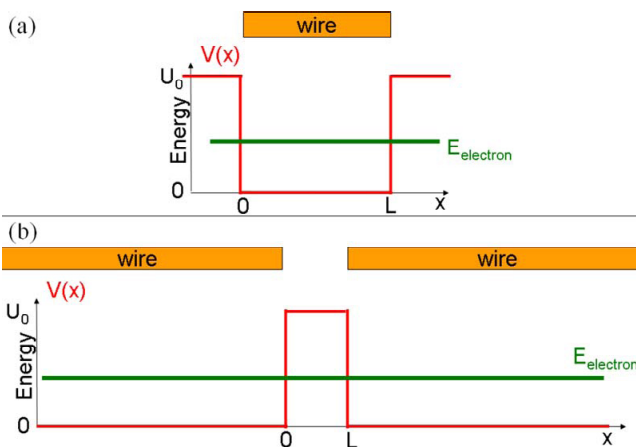 (a)
wire
V(x)
U0
Energy
Eelectron
0
0 L x
(b)
wire wire
V(x)
U0
Energy
Eelectron
0
0 L x